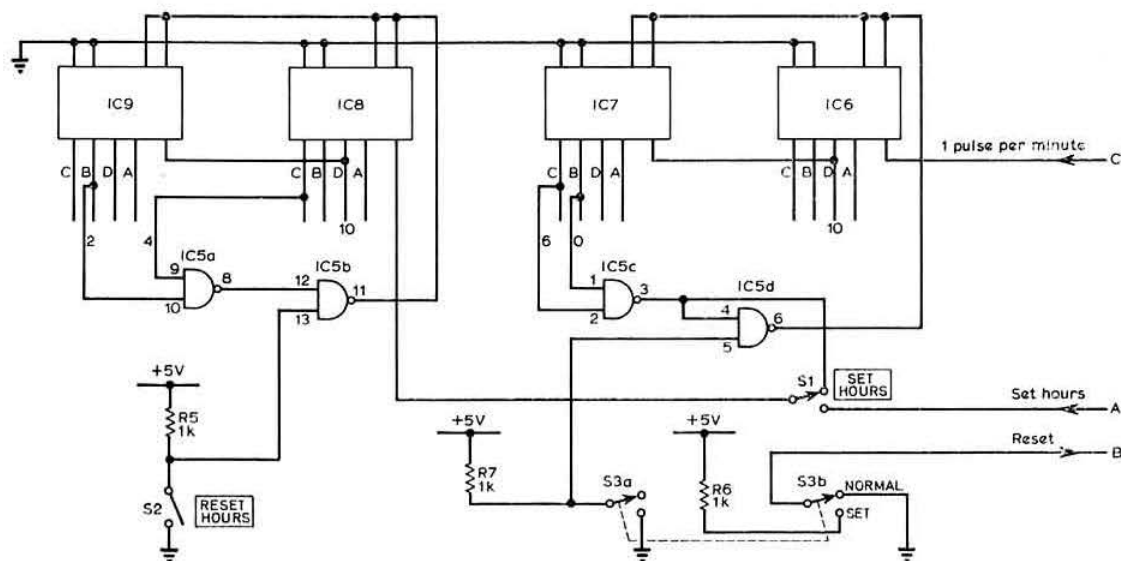 IC9
IC8
IC7
IC6
1 pulse per minute
C
C B D A
C B D A
C B D A
C B D A
2
4
10
6
0
10
IC5a
9
10
8
IC5b
12
13
11
IC5c
1
2
3
IC5d
4
5
6
S1
SET HOURS
Set hours
A
Reset
B
+5V
R5
1k
S2
RESET HOURS
+5V
R7
1k
S3a
+5V
R6
1k
S3b
NORMAL
SET